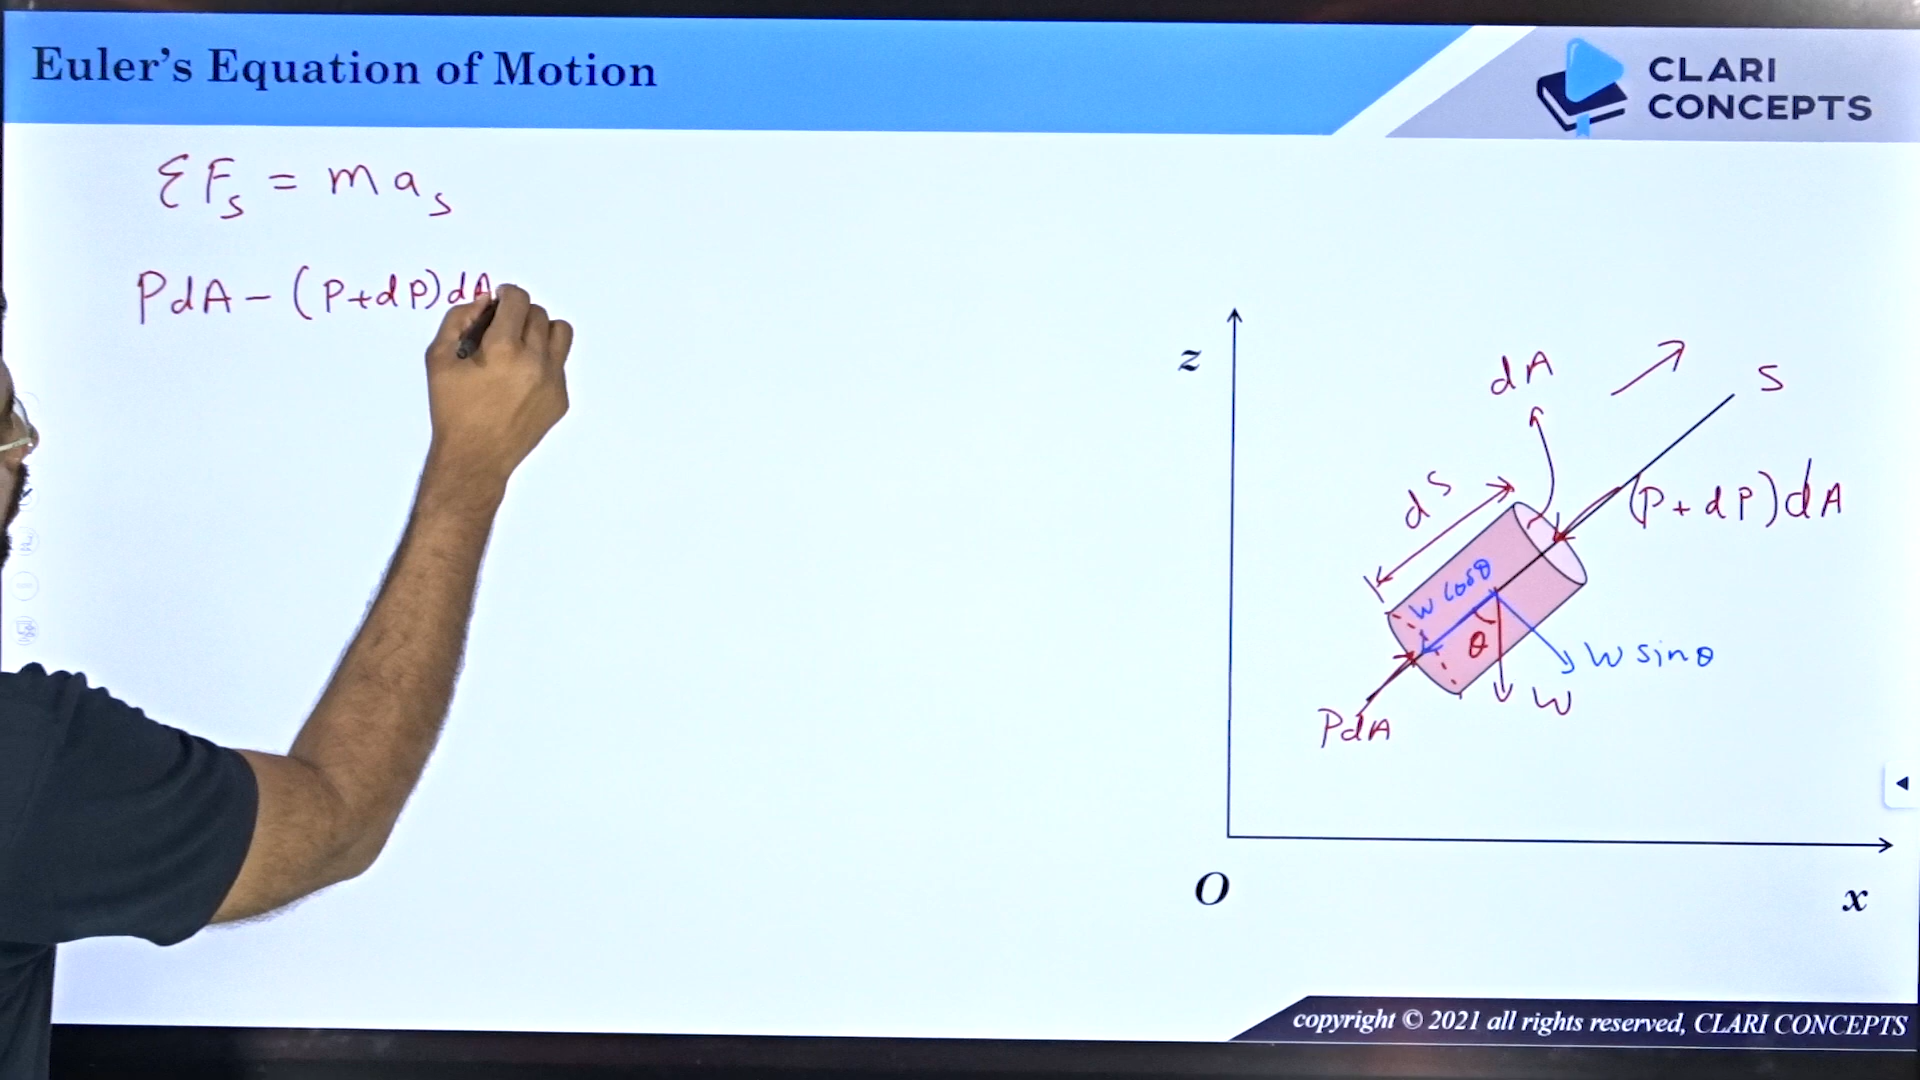 Euler's Equation of Motion
CLARI
CONCEPTS
ΣFs = m as
PdA − (P+dP)dA
z
dA
S
ds
(P+dP)dA
W cosθ
θ
W sinθ
W
PdA
O
x
copyright © 2021 all rights reserved, CLARI CONCEPTS